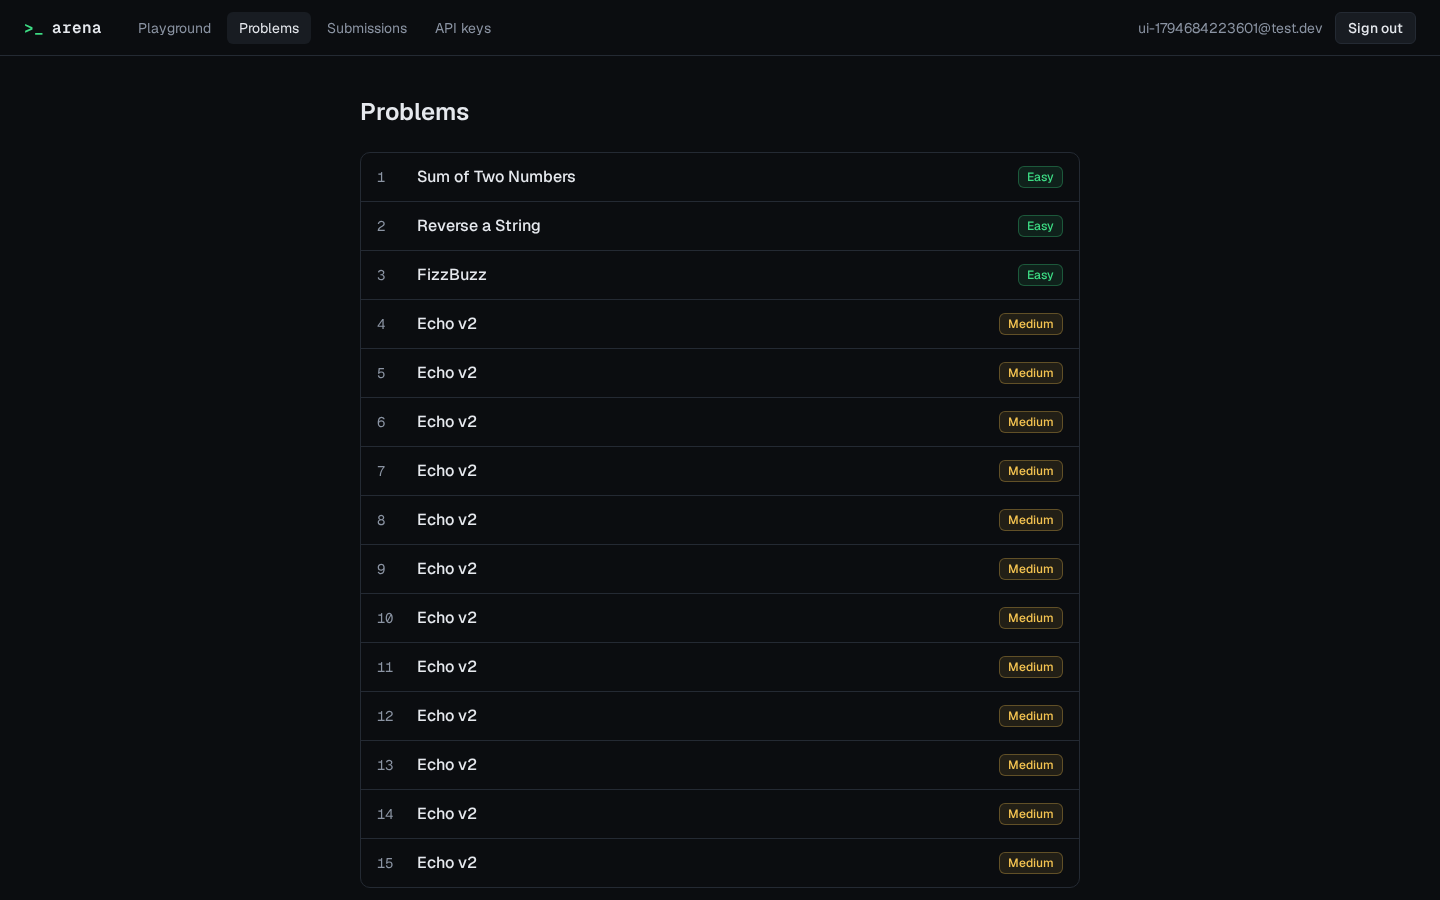 >_ arena Playground Problems Submissions API keys ui-1794684223601@test.dev Sign out
Problems
1 Sum of Two Numbers Easy
2 Reverse a String Easy
3 FizzBuzz Easy
4 Echo v2 Medium
5 Echo v2 Medium
6 Echo v2 Medium
7 Echo v2 Medium
8 Echo v2 Medium
9 Echo v2 Medium
10 Echo v2 Medium
11 Echo v2 Medium
12 Echo v2 Medium
13 Echo v2 Medium
14 Echo v2 Medium
15 Echo v2 Medium